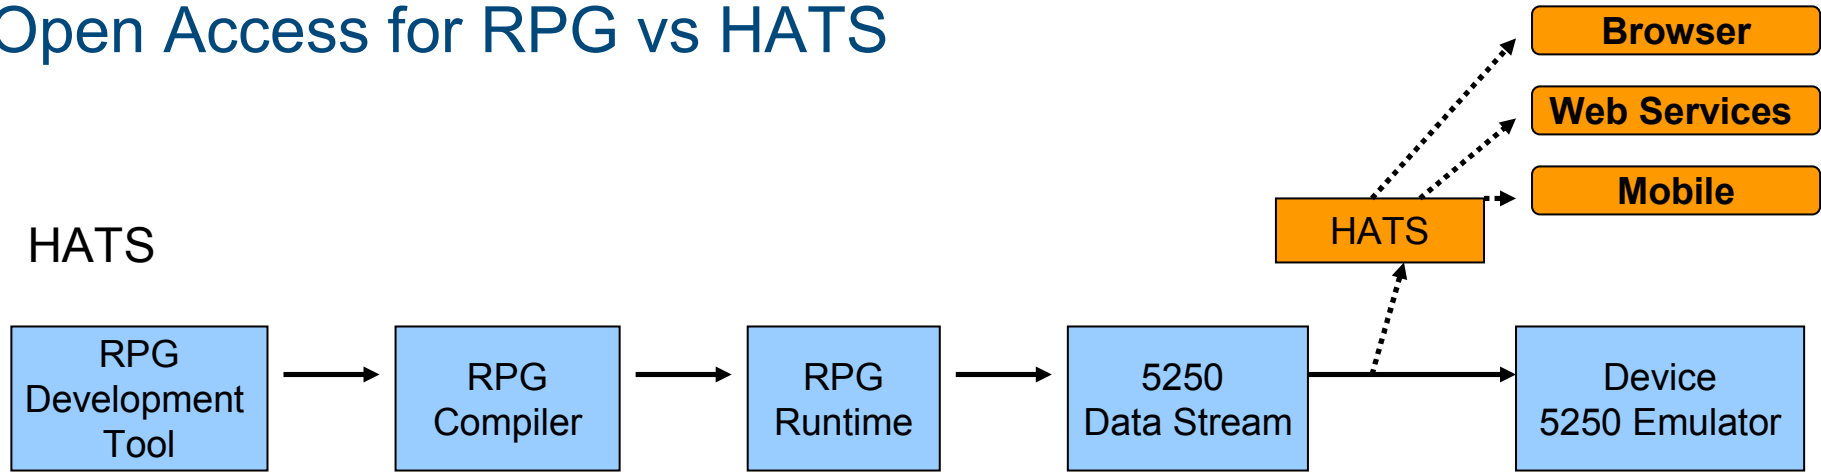 Open Access for RPG vs HATS
Browser
Web Services
Mobile
HATS
HATS
RPG
Development
Tool
RPG
Compiler
RPG
Runtime
5250
Data Stream
Device
5250 Emulator